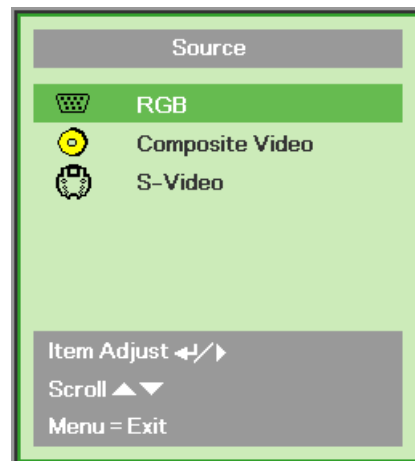 Source
RGB
Composite Video
S-Video
Item Adjust ↵/▶
Scroll ▲▼
Menu = Exit